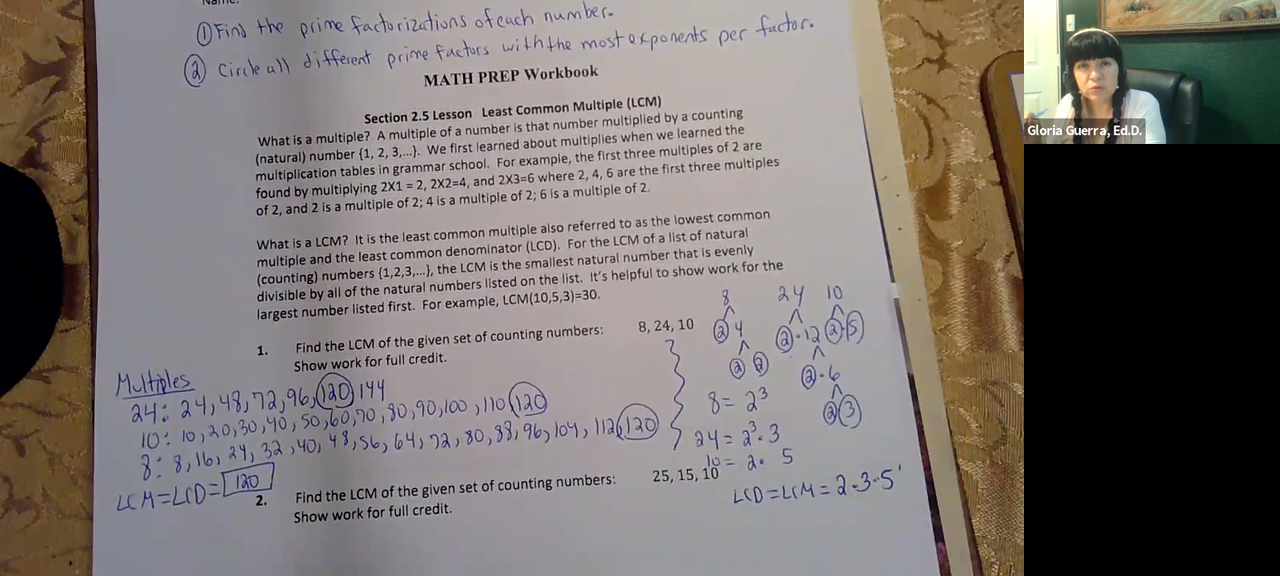 ① Find the prime factorizations of each number.
② Circle all different prime factors with the most exponents per factor.
MATH PREP Workbook
Section 2.5 Lesson Least Common Multiple (LCM)
What is a multiple? A multiple of a number is that number multiplied by a counting
(natural) number {1, 2, 3,...}. We first learned about multiplies when we learned the
multiplication tables in grammar school. For example, the first three multiples of 2 are
found by multiplying 2X1 = 2, 2X2=4, and 2X3=6 where 2, 4, 6 are the first three multiples
of 2, and 2 is a multiple of 2; 4 is a multiple of 2; 6 is a multiple of 2.
What is a LCM? It is the least common multiple also referred to as the lowest common
multiple and the least common denominator (LCD). For the LCM of a list of natural
(counting) numbers {1,2,3,...}, the LCM is the smallest natural number that is evenly
divisible by all of the natural numbers listed on the list. It's helpful to show work for the
largest number listed first. For example, LCM(10,5,3)=30.
1. Find the LCM of the given set of counting numbers: 8, 24, 10
Show work for full credit.
Multiples
24: 24, 48, 72, 96, 120, 144
10: 10, 20, 30, 40, 50, 60, 70, 80, 90, 100, 110, 120
8: 8, 16, 24, 32, 40, 48, 56, 64, 72, 80, 88, 96, 104, 112, 120
LCM = LCD = 120
8 24 10
2 4 2 · 12 2 · 5
2 2 2 · 6
2 3
8 = 2³
24 = 2³ · 3
10 = 2 · 5
LCD = LCM = 2 · 3 · 5'
2. Find the LCM of the given set of counting numbers: 25, 15, 10
Show work for full credit.
Gloria Guerra, Ed.D.